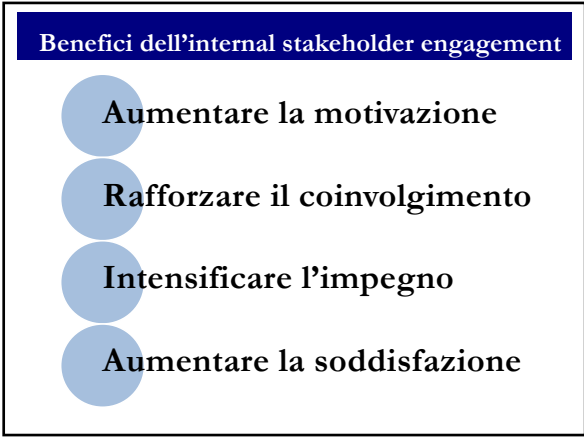 Benefici dell’internal stakeholder engagement
Aumentare la motivazione
Rafforzare il coinvolgimento
Intensificare l’impegno
Aumentare la soddisfazione